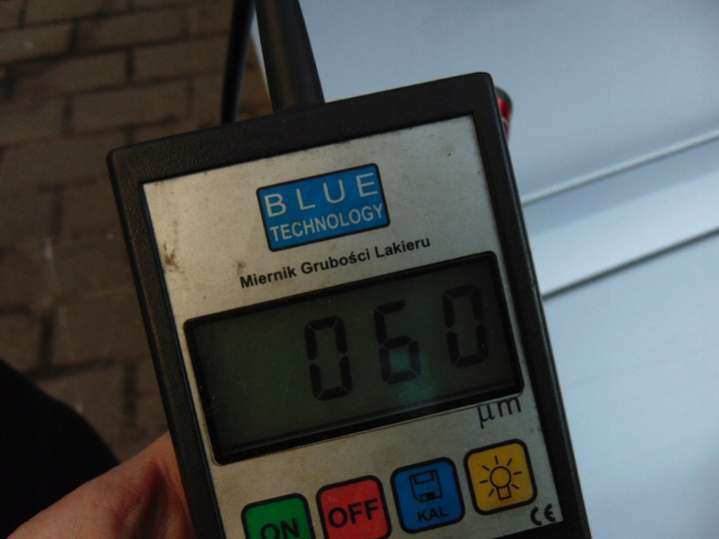 BLUE
TECHNOLOGY
Miernik Grubości Lakieru
060
μm
ON
OFF
KAL
CE